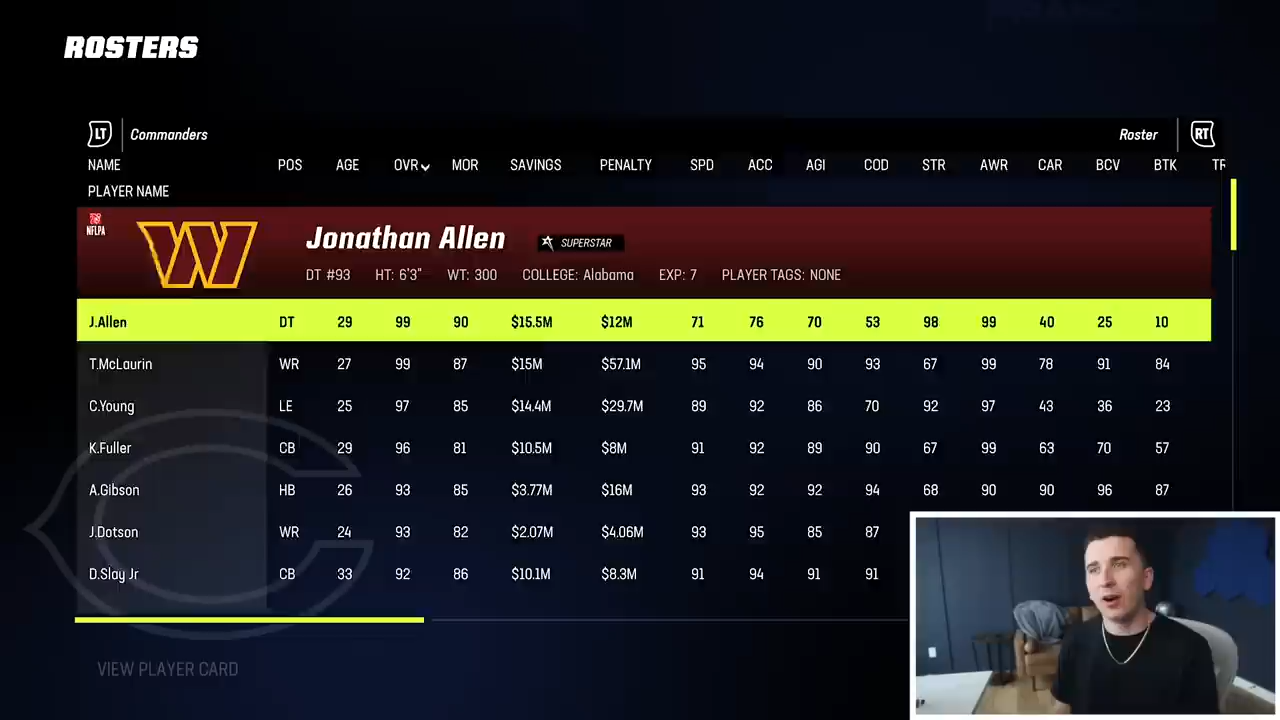 ROSTERS
LT Commanders Roster RT
NAME POS AGE OVR MOR SAVINGS PENALTY SPD ACC AGI COD STR AWR CAR BCV BTK TR
PLAYER NAME
NFLPA W Jonathan Allen SUPERSTAR
DT #93 HT: 6'3" WT: 300 COLLEGE: Alabama EXP: 7 PLAYER TAGS: NONE
J.Allen DT 29 99 90 $15.5M $12M 71 76 70 53 98 99 40 25 10
T.McLaurin WR 27 99 87 $15M $57.1M 95 94 90 93 67 99 78 91 84
C.Young LE 25 97 85 $14.4M $29.7M 89 92 86 70 92 97 43 36 23
K.Fuller CB 29 96 81 $10.5M $8M 91 92 89 90 67 99 63 70 57
A.Gibson HB 26 93 85 $3.77M $16M 93 92 92 94 68 90 90 96 87
J.Dotson WR 24 93 82 $2.07M $4.06M 93 95 85 87
D.Slay Jr CB 33 92 86 $10.1M $8.3M 91 94 91 91
VIEW PLAYER CARD